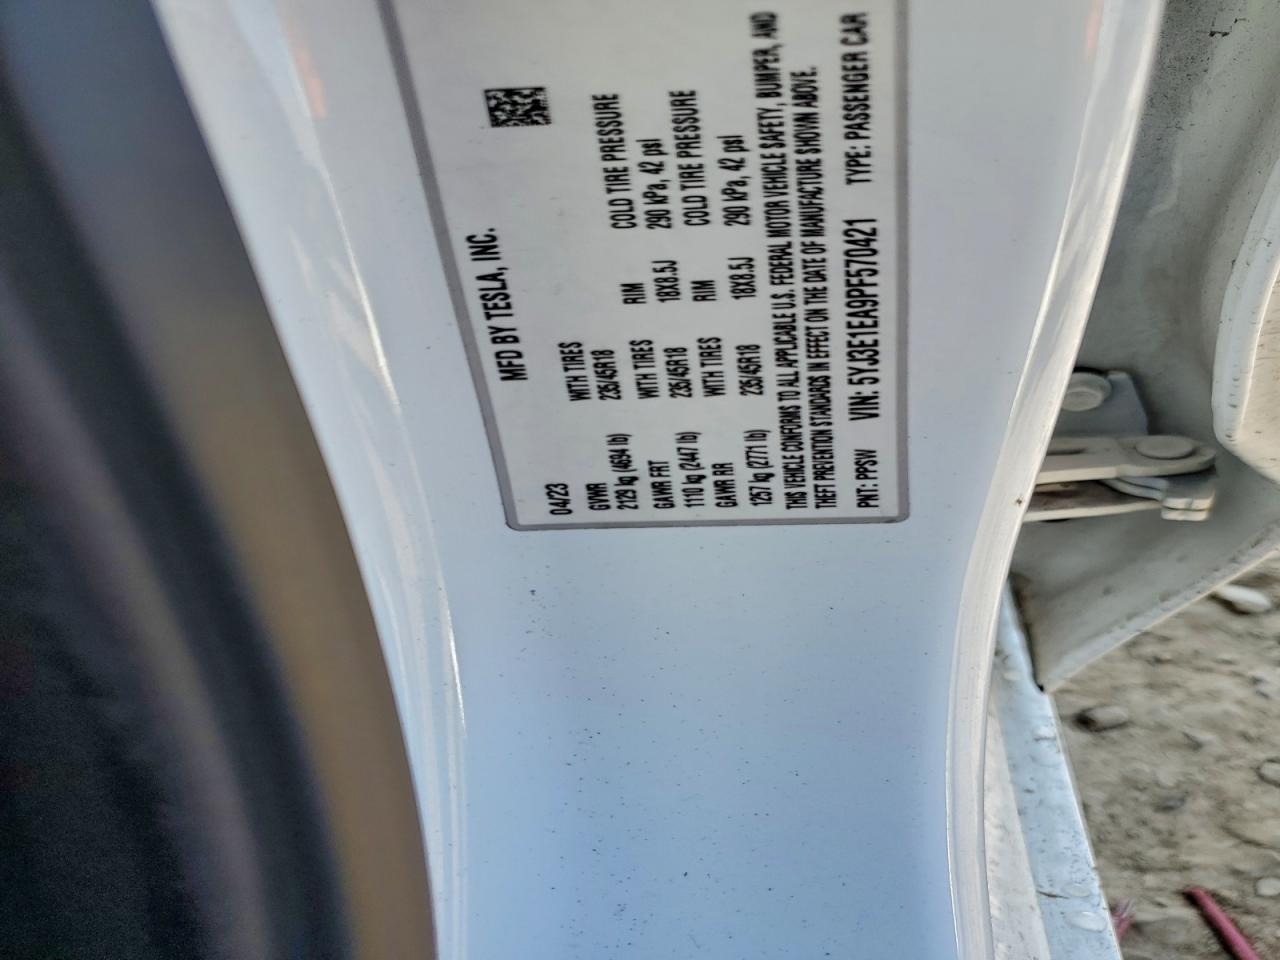 MFD BY TESLA, INC.
04/23
GVWR WITH TIRES RIM COLD TIRE PRESSURE
2129 kg (4694 lb) 235/45R18 18X8.5J 290 kPa, 42 psi
GAWR FRT WITH TIRES RIM COLD TIRE PRESSURE
1110 kg (2447 lb) 235/45R18 18X8.5J 290 kPa, 42 psi
GAWR RR WITH TIRES
1257 kg (2771 lb) 235/45R18
THIS VEHICLE CONFORMS TO ALL APPLICABLE U.S. FEDERAL MOTOR VEHICLE SAFETY, BUMPER, AND
THEFT PREVENTION STANDARDS IN EFFECT ON THE DATE OF MANUFACTURE SHOWN ABOVE.
PNT: PPSW VIN: 5YJ3E1EA9PF570421 TYPE: PASSENGER CAR